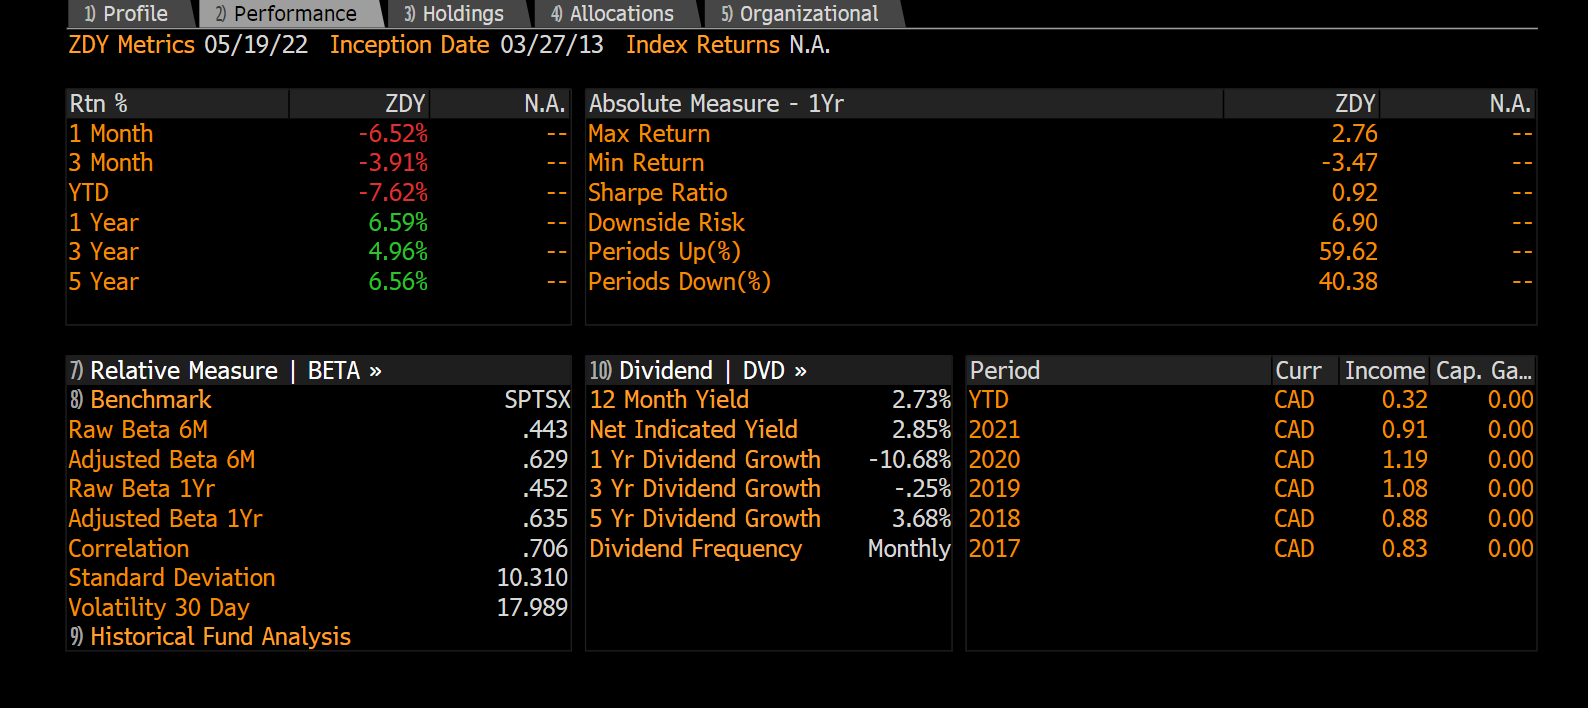 1) Profile 2) Performance 3) Holdings 4) Allocations 5) Organizational
ZDY Metrics 05/19/22 Inception Date 03/27/13 Index Returns N.A.
Rtn % ZDY N.A.
1 Month -6.52% --
3 Month -3.91% --
YTD -7.62% --
1 Year 6.59% --
3 Year 4.96% --
5 Year 6.56% --
Absolute Measure - 1Yr ZDY N.A.
Max Return 2.76 --
Min Return -3.47 --
Sharpe Ratio 0.92 --
Downside Risk 6.90 --
Periods Up(%) 59.62 --
Periods Down(%) 40.38 --
7) Relative Measure | BETA »
8) Benchmark SPTSX
Raw Beta 6M .443
Adjusted Beta 6M .629
Raw Beta 1Yr .452
Adjusted Beta 1Yr .635
Correlation .706
Standard Deviation 10.310
Volatility 30 Day 17.989
9) Historical Fund Analysis
10) Dividend | DVD »
12 Month Yield 2.73%
Net Indicated Yield 2.85%
1 Yr Dividend Growth -10.68%
3 Yr Dividend Growth -.25%
5 Yr Dividend Growth 3.68%
Dividend Frequency Monthly
Period Curr Income Cap. Ga...
YTD CAD 0.32 0.00
2021 CAD 0.91 0.00
2020 CAD 1.19 0.00
2019 CAD 1.08 0.00
2018 CAD 0.88 0.00
2017 CAD 0.83 0.00